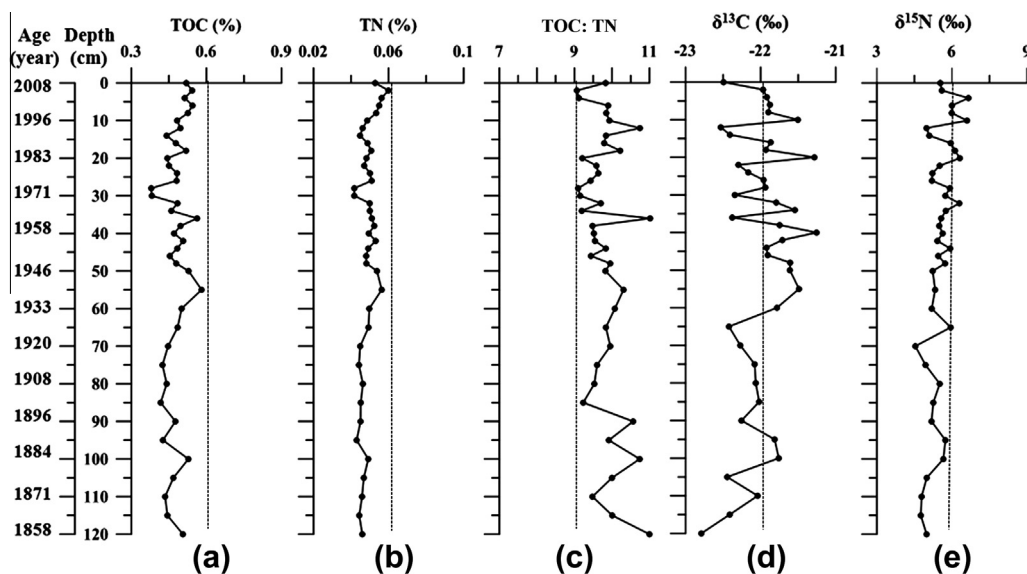 TOC (%) TN (%) TOC: TN δ¹³C (‰) δ¹⁵N (‰)
Age Depth
(year) (cm)
0.3 0.6 0.9 0.02 0.06 0.1 7 9 11 -23 -22 -21 3 6 9
2008 0
1996 10
1983 20
1971 30
1958 40
1946 50
1933 60
1920 70
1908 80
1896 90
1884 100
1871 110
1858 120
(a) (b) (c) (d) (e)